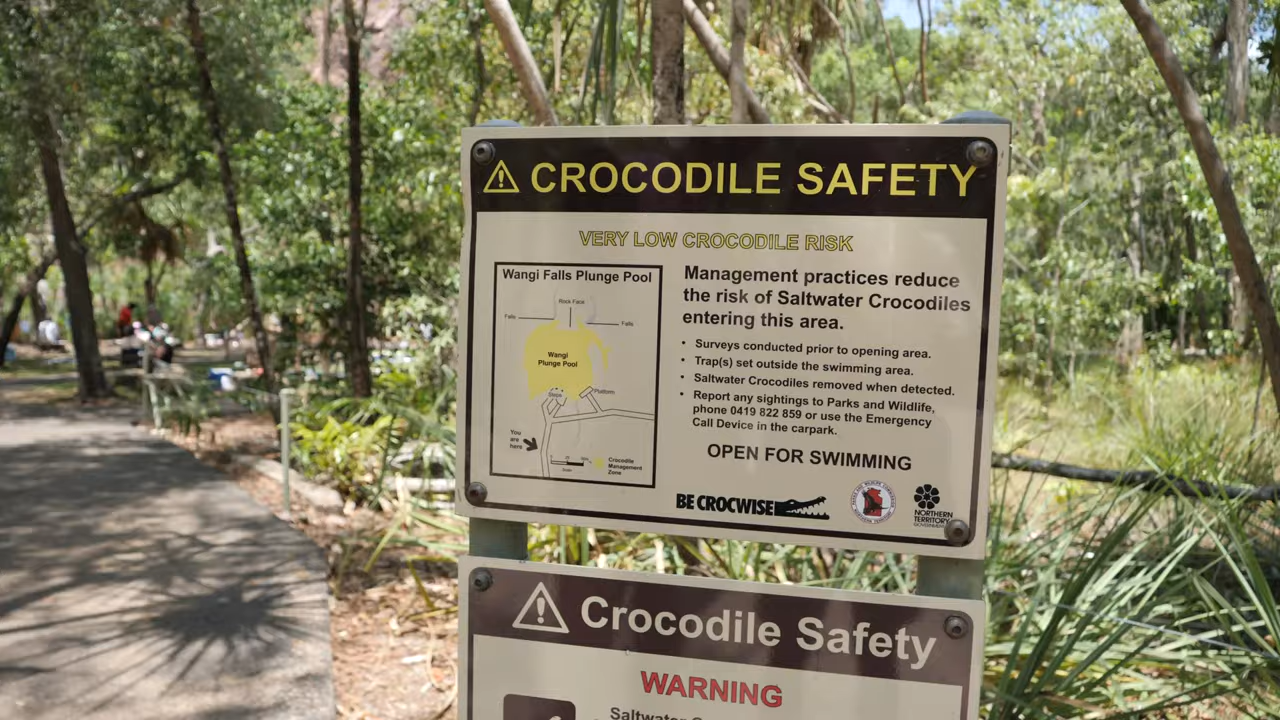 CROCODILE SAFETY
VERY LOW CROCODILE RISK
Wangi Falls Plunge Pool
Rock Face
Falls
Falls
Wangi
Plunge Pool
Steps
Platform
You
are
here
Scale
Crocodile
Management
Zone
Management practices reduce
the risk of Saltwater Crocodiles
entering this area.
• Surveys conducted prior to opening area.
• Trap(s) set outside the swimming area.
• Saltwater Crocodiles removed when detected.
• Report any sightings to Parks and Wildlife,
phone 0419 822 859 or use the Emergency
Call Device in the carpark.
OPEN FOR SWIMMING
BE CROCWISE
NORTHERN
TERRITORY
GOVERNMENT
Crocodile Safety
WARNING
Saltwater